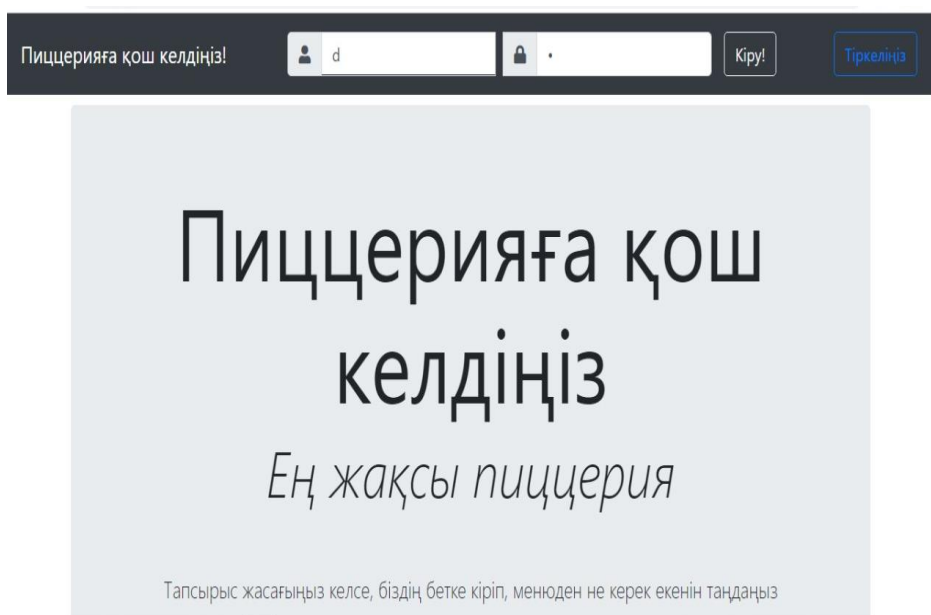 Пиццерияға қош келдіңіз! d • Кіру! Тіркеліңіз
Пиццерияға қош
келдіңіз
Ең жақсы пиццерия
Тапсырыс жасағыңыз келсе, біздің бетке кіріп, менюден не керек екенін таңдаңыз